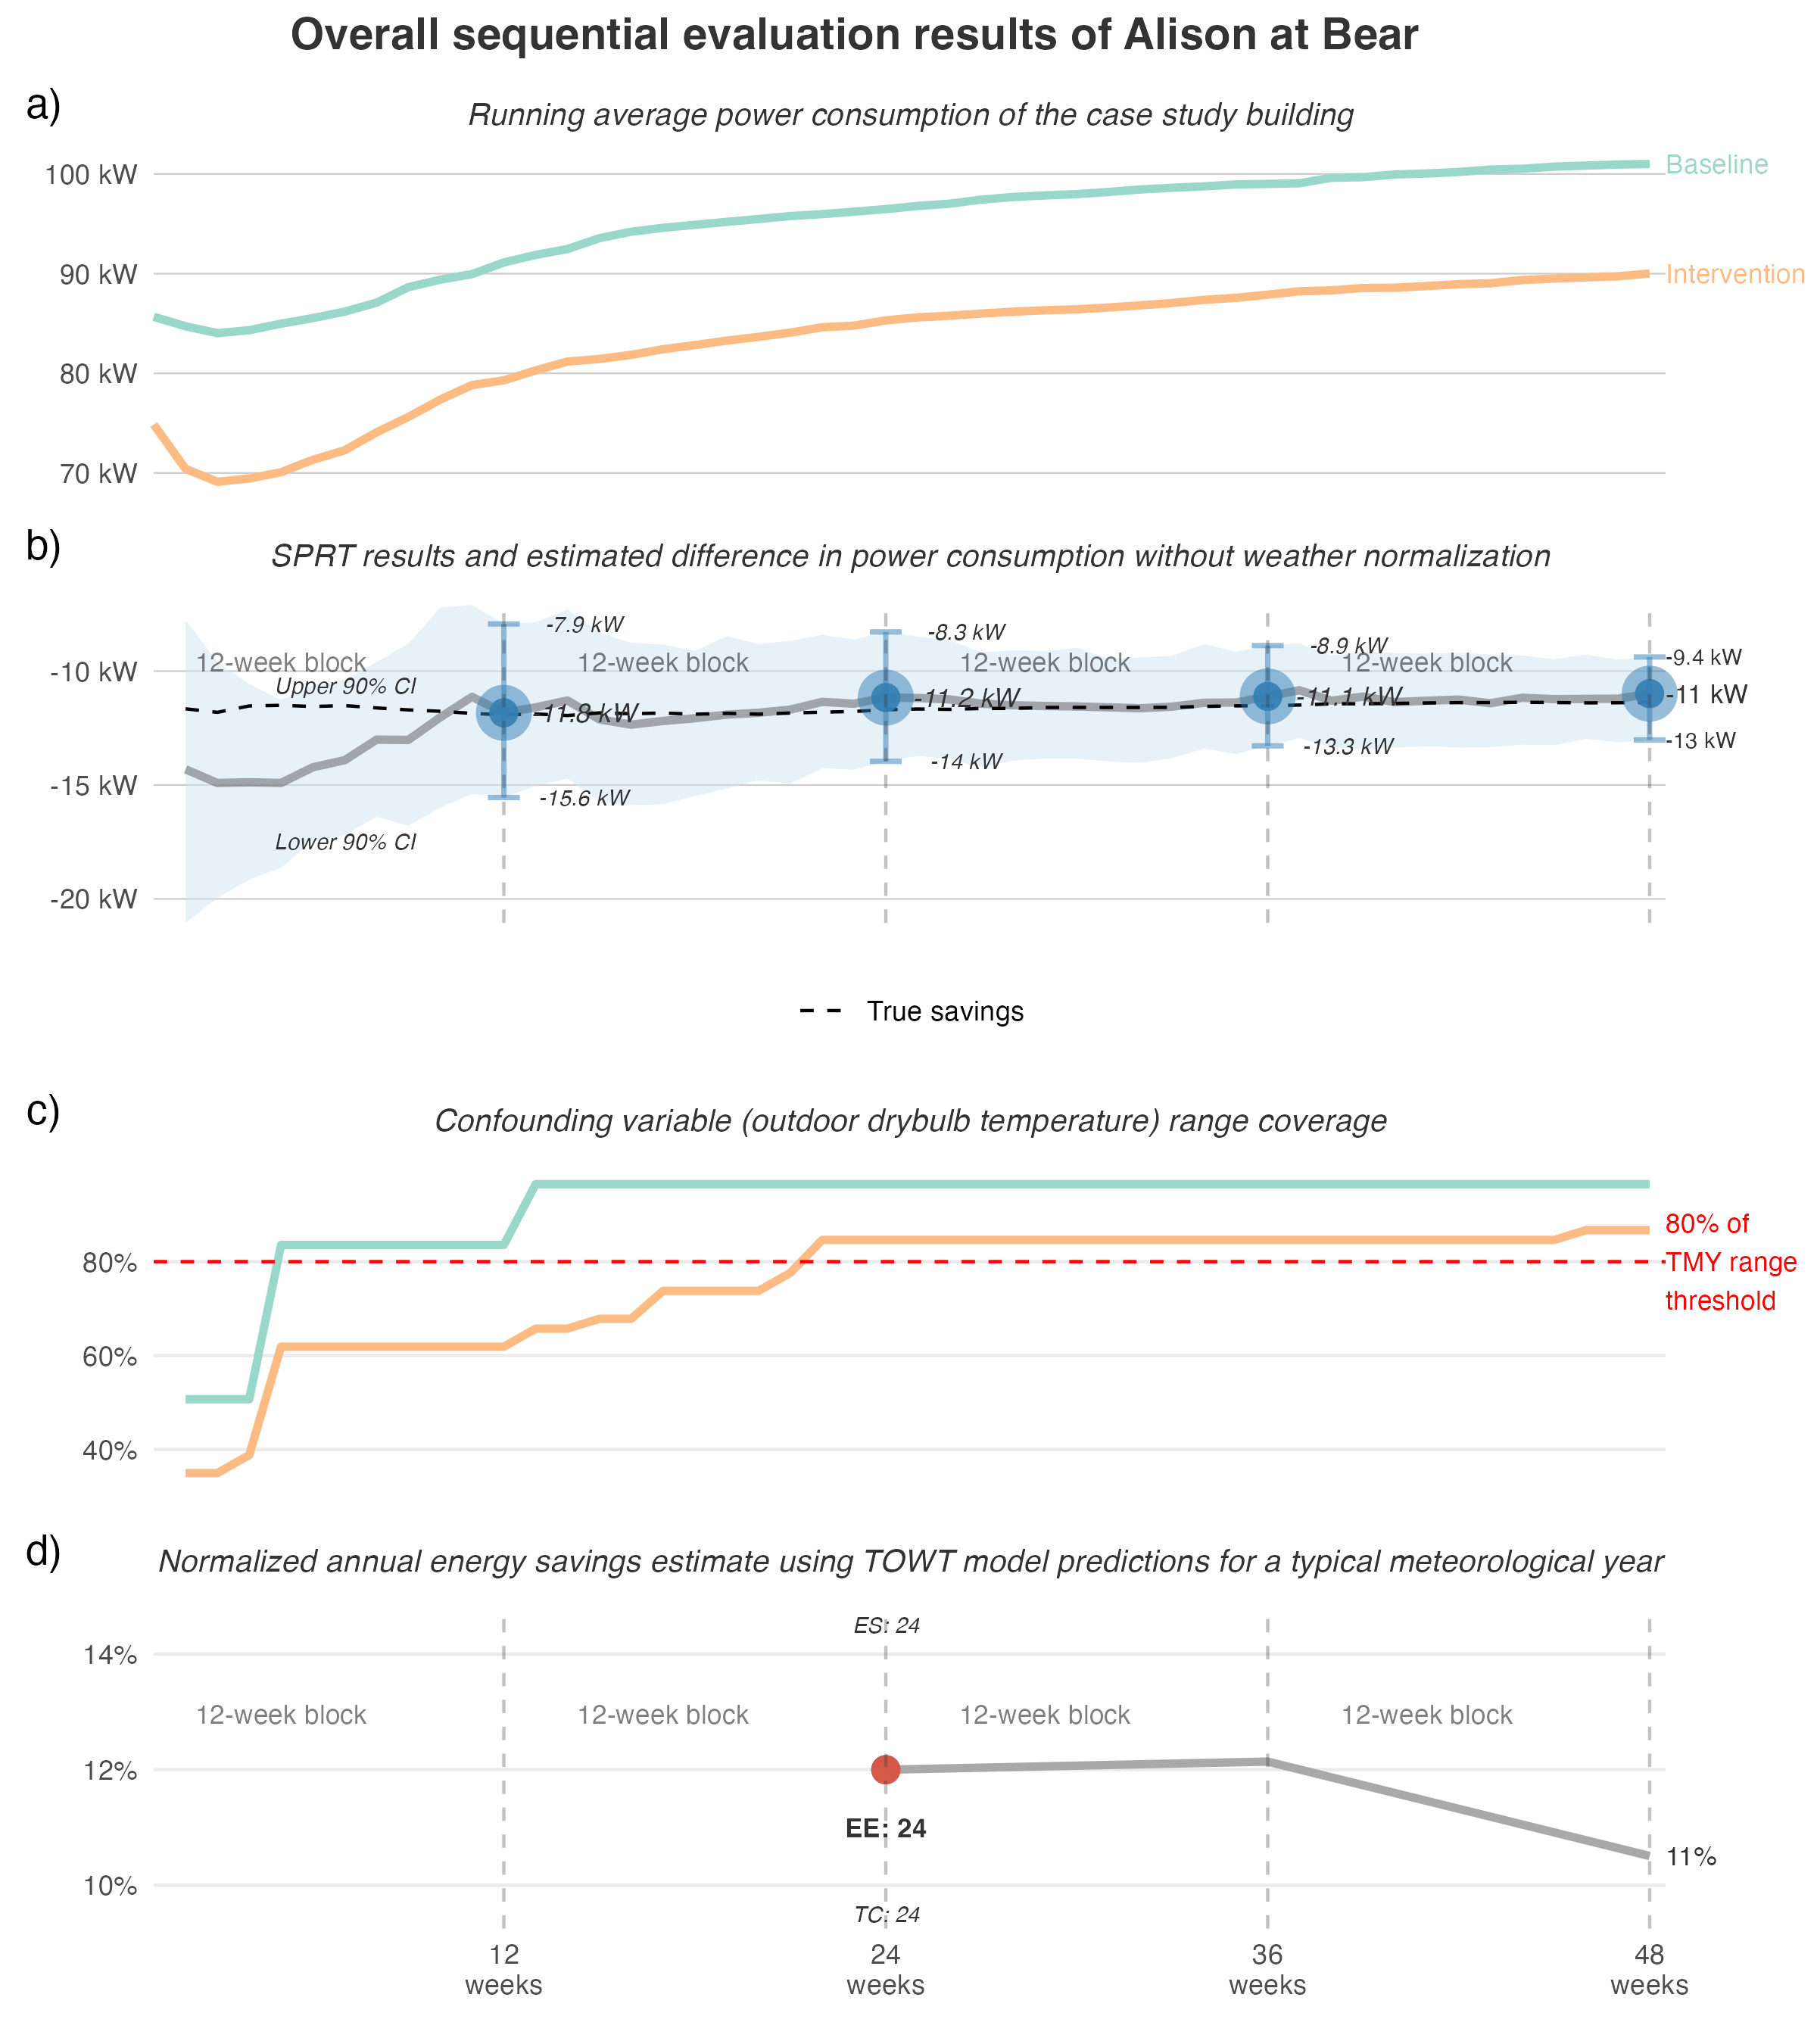 Overall sequential evaluation results of Alison at Bear
a)
Running average power consumption of the case study building
100 kW
90 kW
80 kW
70 kW
Baseline
Intervention
b)
SPRT results and estimated difference in power consumption without weather normalization
-10 kW
-15 kW
-20 kW
12-week block
12-week block
12-week block
12-week block
Upper 90% CI
Lower 90% CI
-7.9 kW
-11.8 kW
-15.6 kW
-8.3 kW
-11.2 kW
-14 kW
-8.9 kW
-11.1 kW
-13.3 kW
-9.4 kW
-11 kW
-13 kW
True savings
c)
Confounding variable (outdoor drybulb temperature) range coverage
80%
60%
40%
80% of
TMY range
threshold
d)
Normalized annual energy savings estimate using TOWT model predictions for a typical meteorological year
14%
12%
10%
ES: 24
12-week block
12-week block
12-week block
12-week block
EE: 24
11%
TC: 24
12
weeks
24
weeks
36
weeks
48
weeks